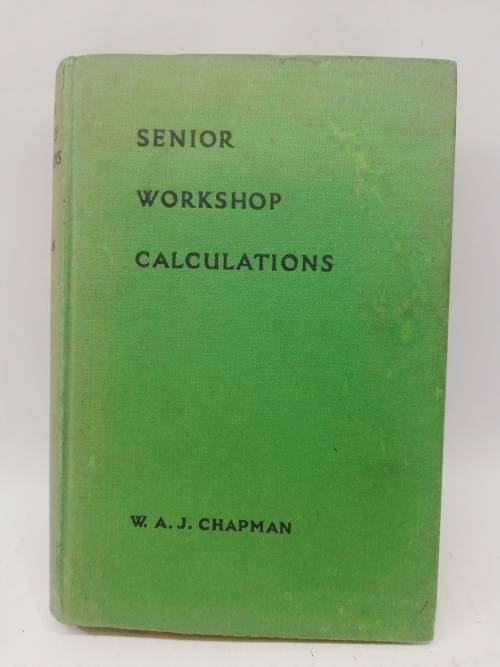 SENIOR
WORKSHOP
CALCULATIONS
W. A. J. CHAPMAN